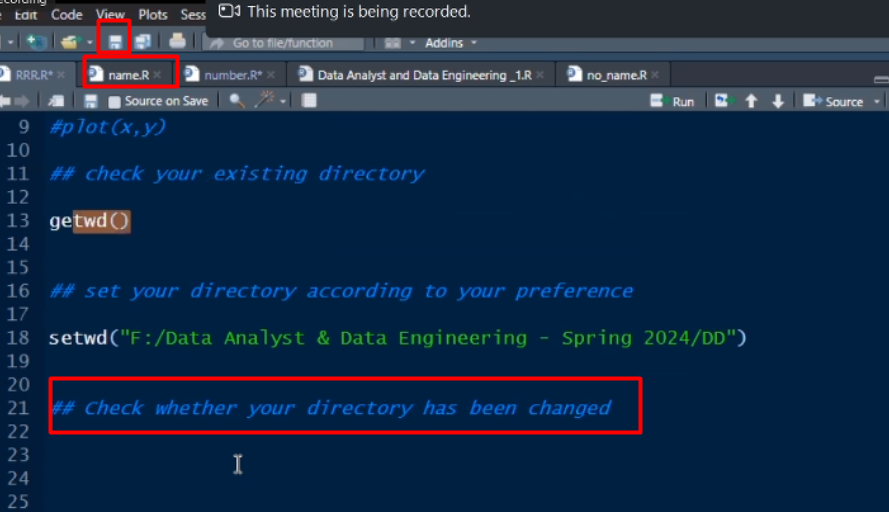 ecording
This meeting is being recorded.
Edit Code View Plots Sess
Go to file/function Addins
RRR.R* × name.R × number.R* × Data Analyst and Data Engineering _1.R × no_name.R ×
Source on Save Run Source
9 #plot(x,y)
10
11 ## check your existing directory
12
13 getwd()
14
15
16 ## set your directory according to your preference
17
18 setwd("F:/Data Analyst & Data Engineering - Spring 2024/DD")
19
20
21 ## Check whether your directory has been changed
22
23
24
25